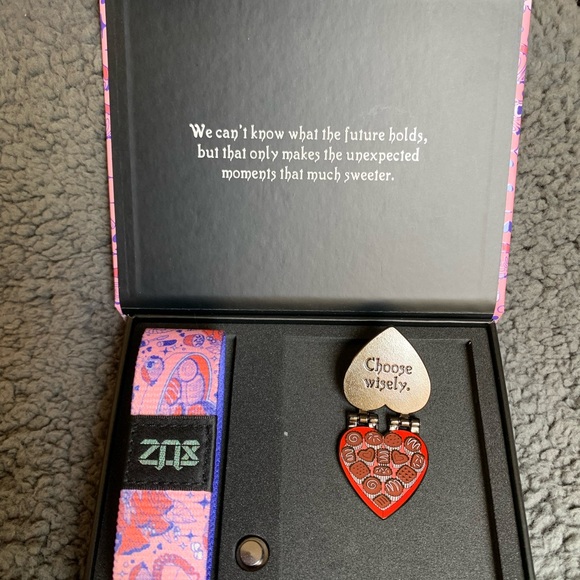 We can't know what the future holds,
but that only makes the unexpected
moments that much sweeter.
Choose
wisely.